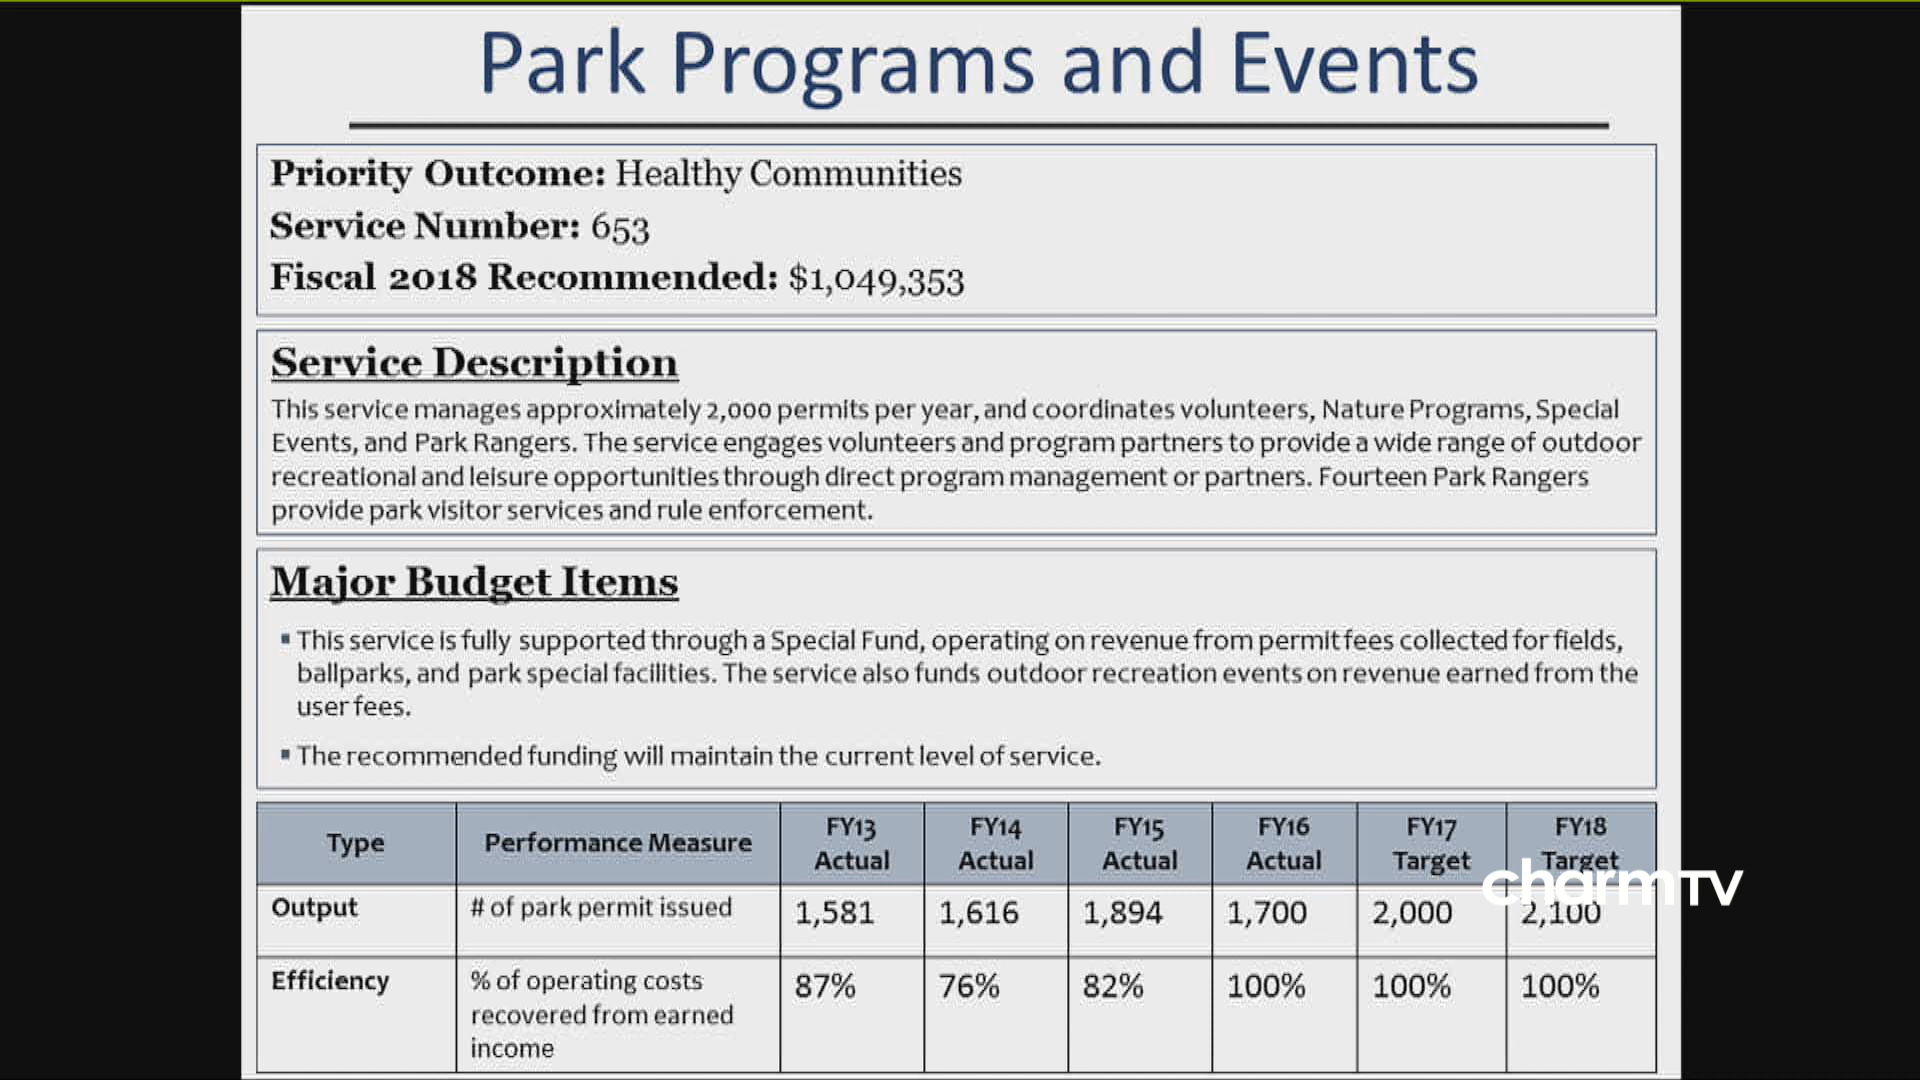 Park Programs and Events
Priority Outcome: Healthy Communities
Service Number: 653
Fiscal 2018 Recommended: $1,049,353
Service Description
This service manages approximately 2,000 permits per year, and coordinates volunteers, Nature Programs, Special
Events, and Park Rangers. The service engages volunteers and program partners to provide a wide range of outdoor
recreational and leisure opportunities through direct program management or partners. Fourteen Park Rangers
provide park visitor services and rule enforcement.
Major Budget Items
▪ This service is fully supported through a Special Fund, operating on revenue from permit fees collected for fields,
ballparks, and park special facilities. The service also funds outdoor recreation events on revenue earned from the
user fees.
▪ The recommended funding will maintain the current level of service.
Type Performance Measure FY13 Actual FY14 Actual FY15 Actual FY16 Actual FY17 Target FY18 Target
charmTV
Output # of park permit issued 1,581 1,616 1,894 1,700 2,000 2,100
Efficiency % of operating costs 87% 76% 82% 100% 100% 100%
recovered from earned
income